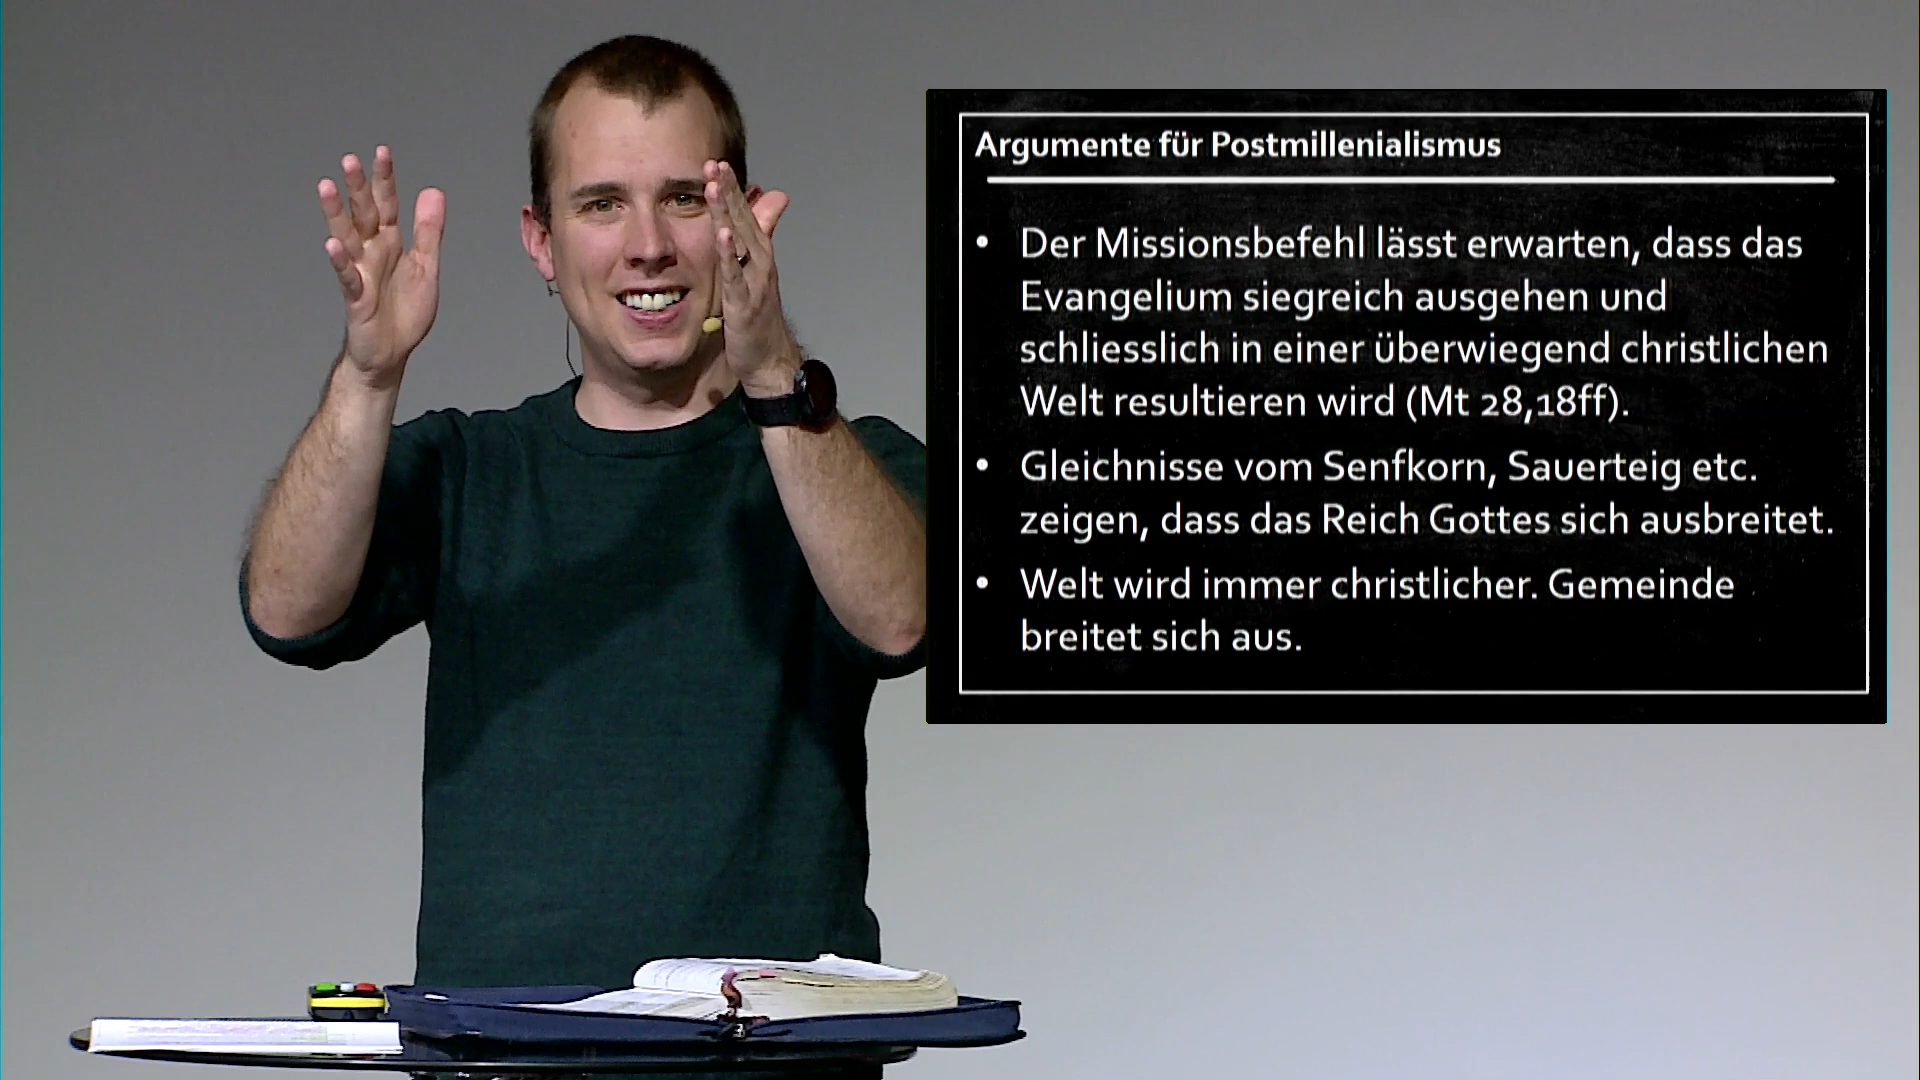 Argumente für Postmillenialismus
• Der Missionsbefehl lässt erwarten, dass das
Evangelium siegreich ausgehen und
schliesslich in einer überwiegend christlichen
Welt resultieren wird (Mt 28,18ff).
• Gleichnisse vom Senfkorn, Sauerteig etc.
zeigen, dass das Reich Gottes sich ausbreitet.
• Welt wird immer christlicher. Gemeinde
breitet sich aus.